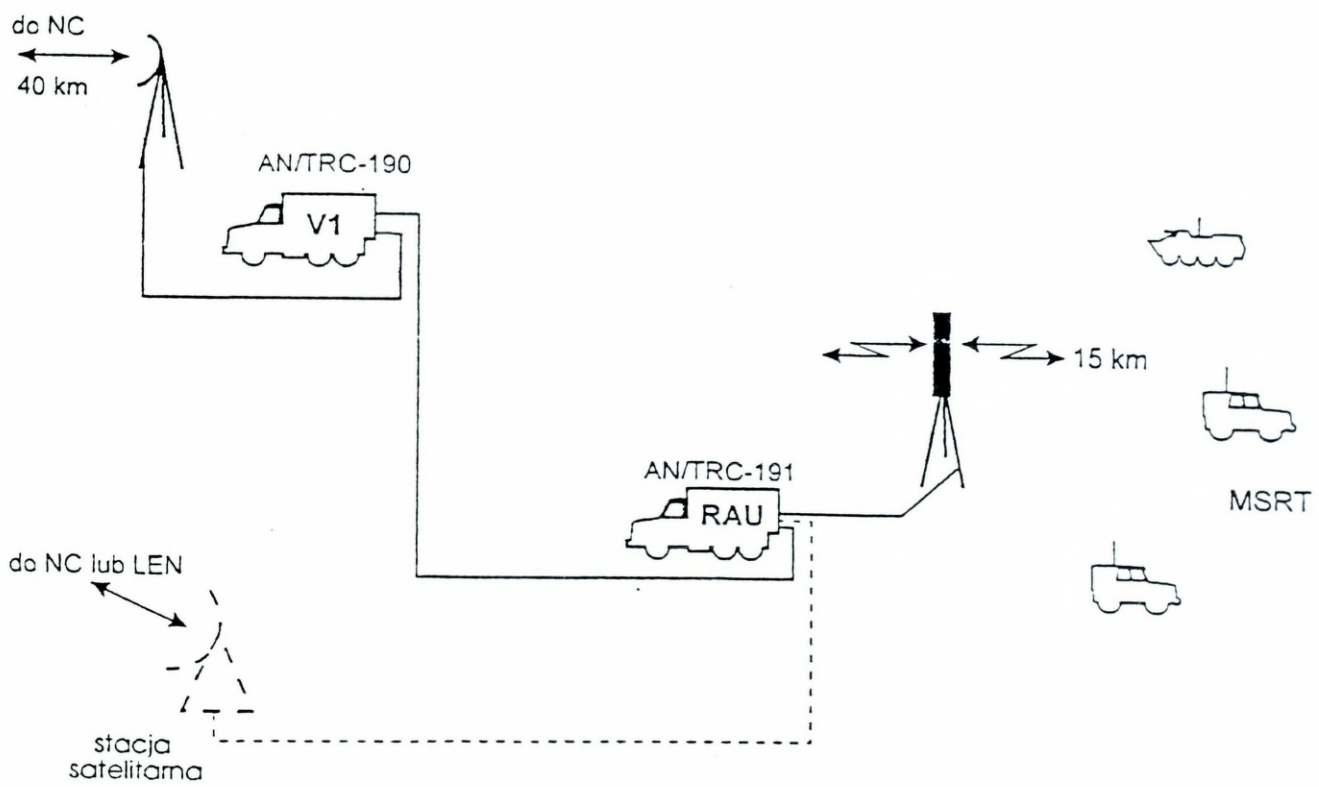 do NC
40 km
AN/TRC-190
V1
15 km
AN/TRC-191
RAU
MSRT
do NC lub LEN
stacja
satelitarna